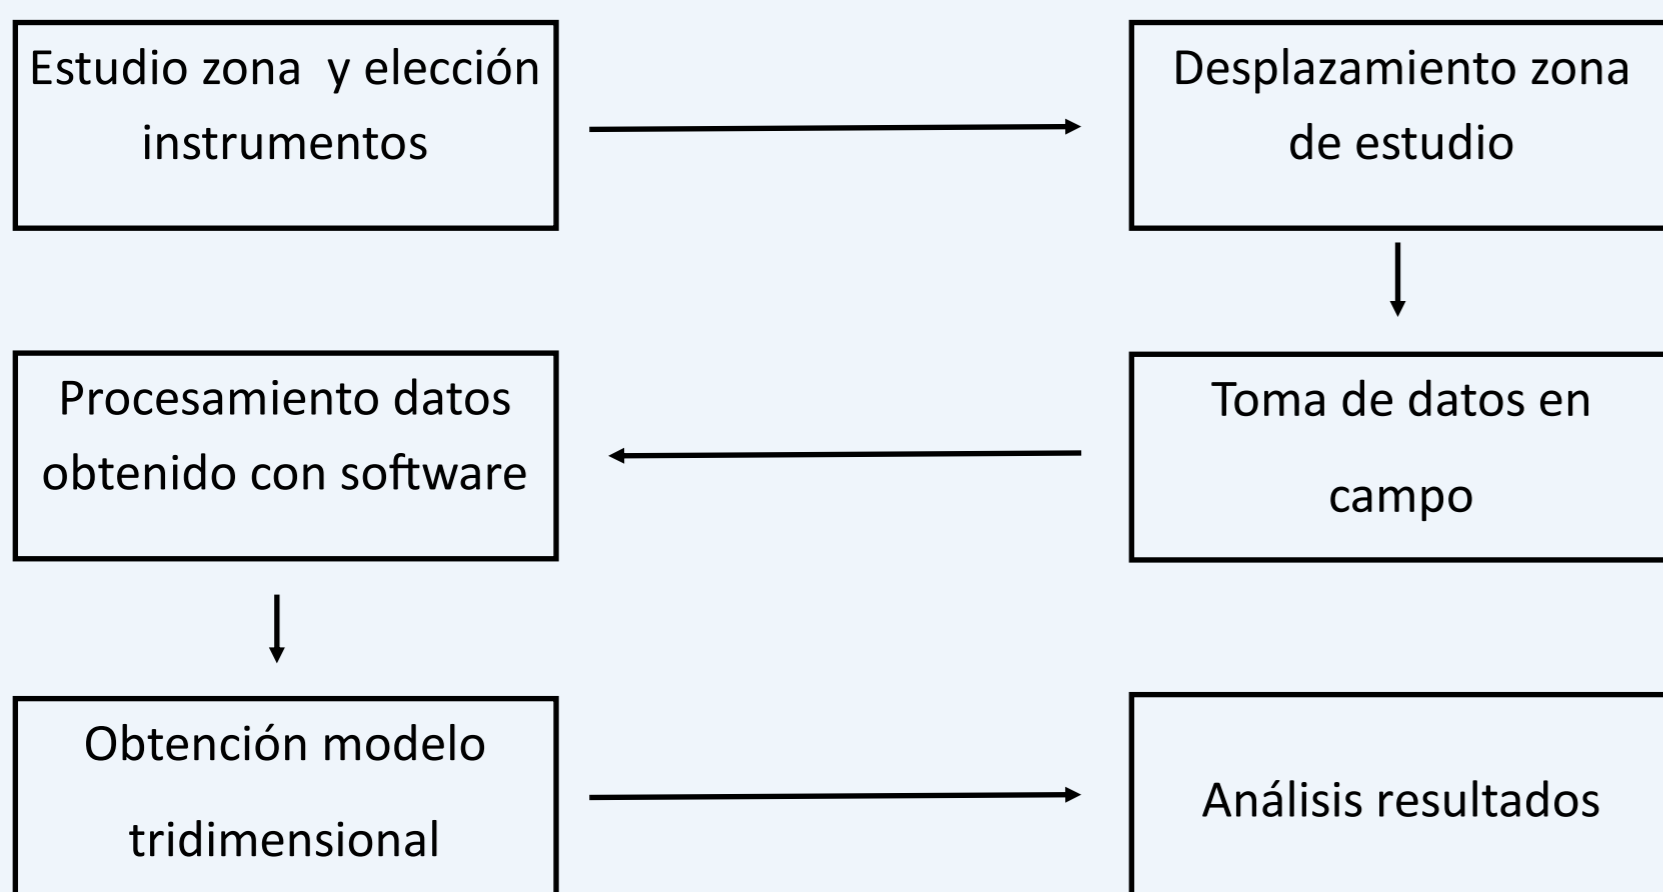 Estudio zona y elección
instrumentos
Desplazamiento zona
de estudio
Toma de datos en
campo
Procesamiento datos
obtenido con software
Obtención modelo
tridimensional
Análisis resultados